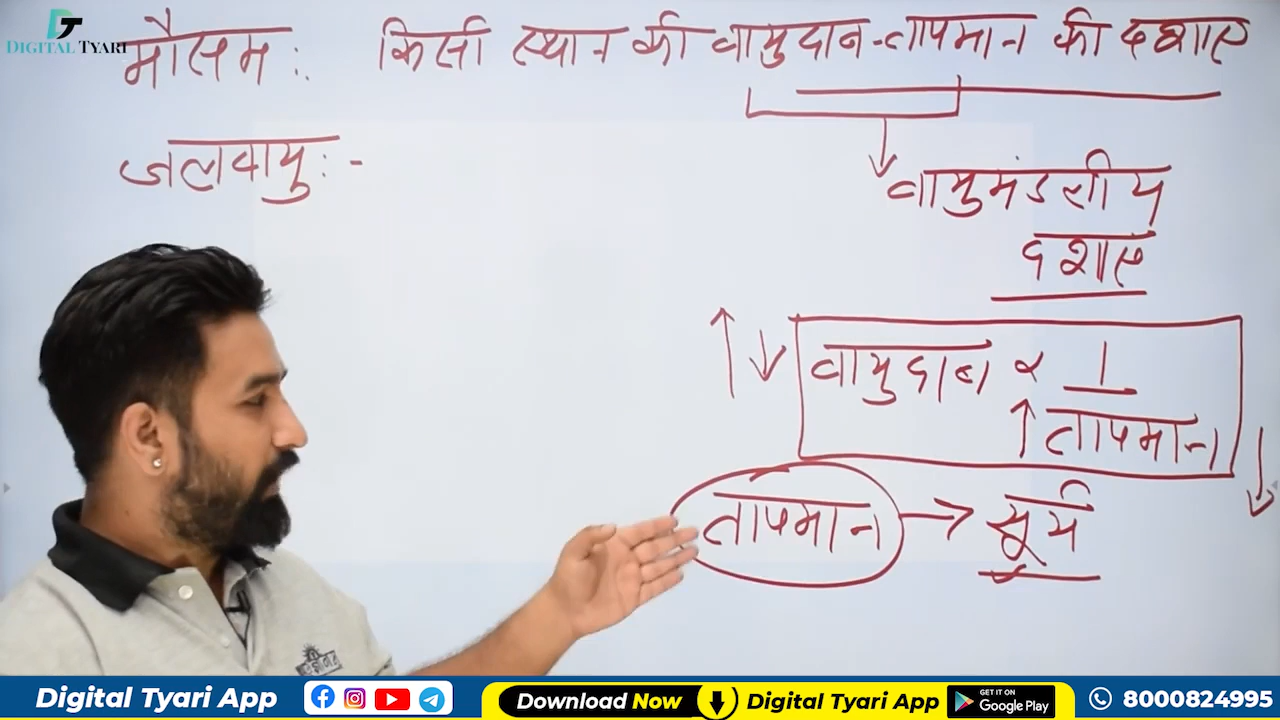 DIGITAL TYARI
मौसम :. किसी स्थान की वायुदान-तापमान की दशाए
जलवायु :-
वायुमंडलीय
दशाए
वायुदाब ∝ 1
तापमान
तापमान → सूर्य
Digital Tyari App Download Now Digital Tyari App GET IT ON Google Play 8000824995